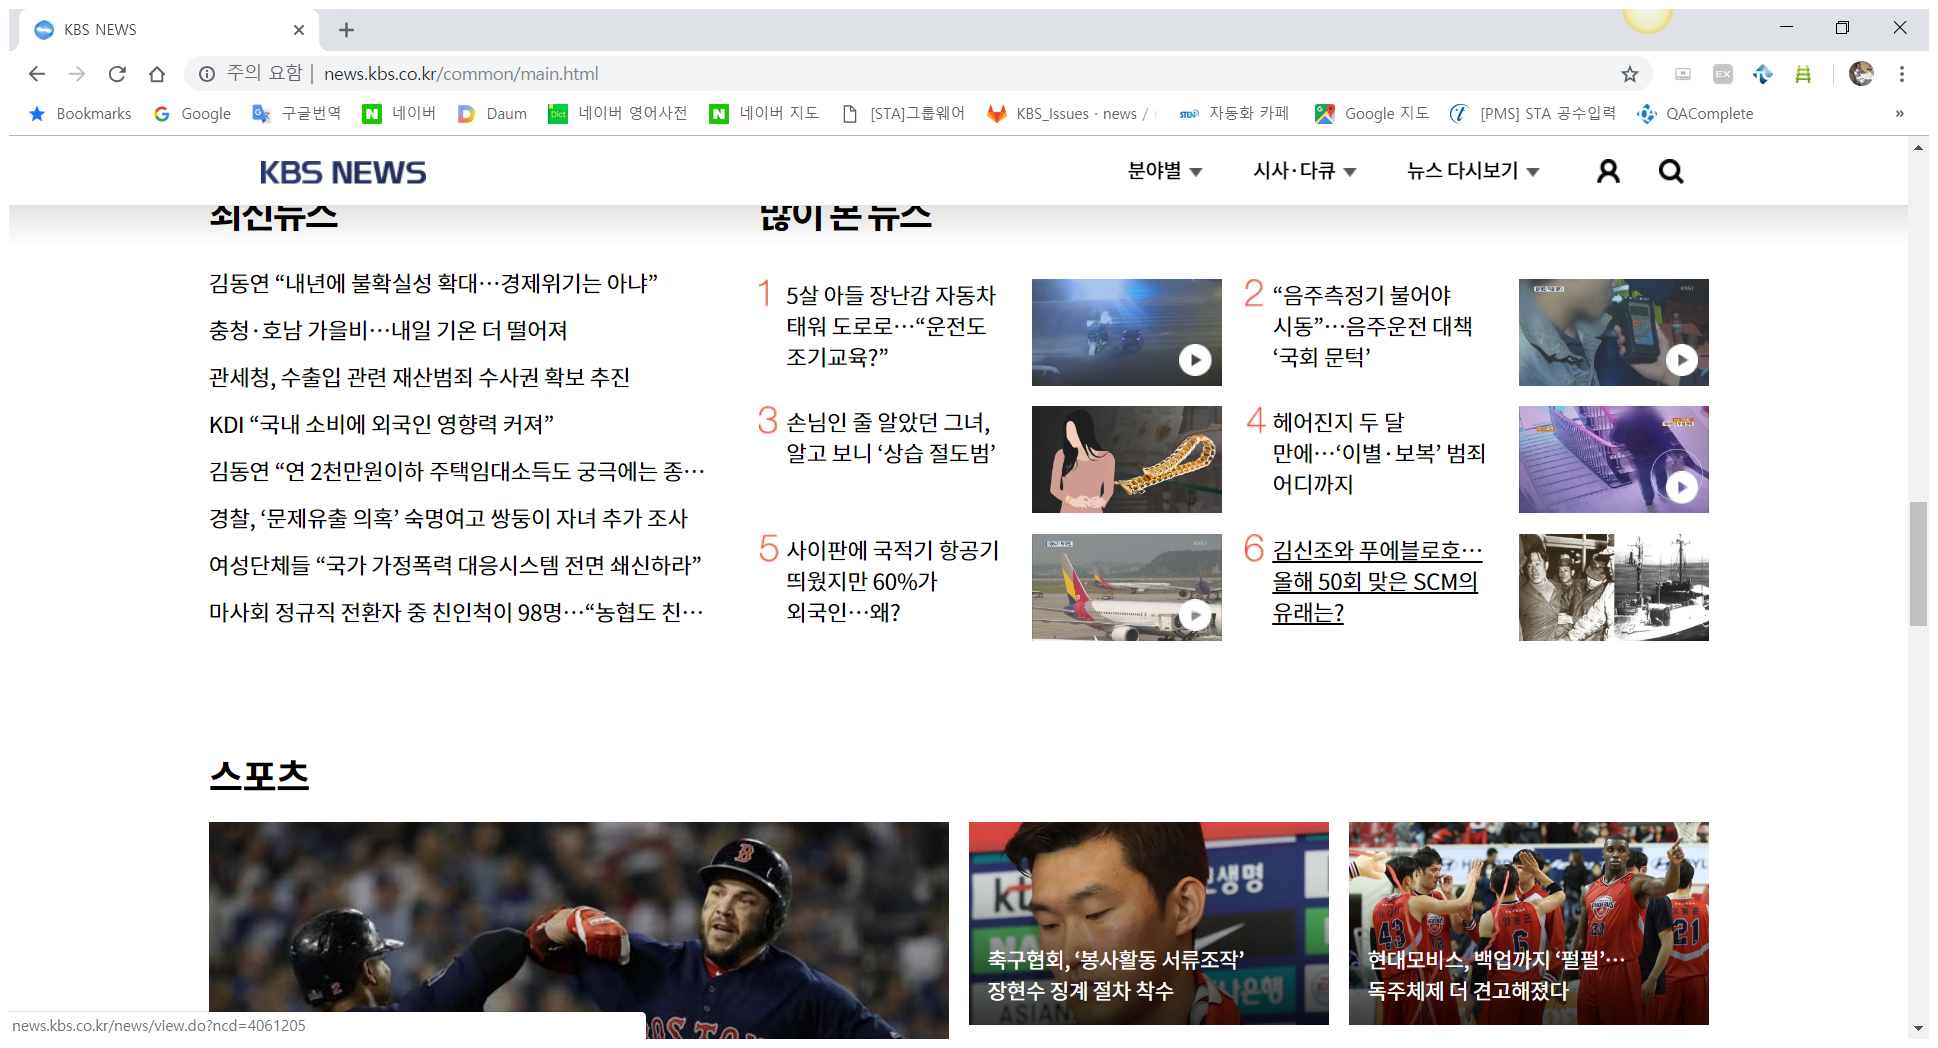 KBS NEWS
주의 요함 | news.kbs.co.kr/common/main.html
EX
Bookmarks
Google
구글번역
네이버
Daum
네이버 영어사전
네이버 지도
[STA]그룹웨어
KBS_Issues · news /
자동화 카페
Google 지도
[PMS] STA 공수입력
QAComplete
»
KBS NEWS
분야별
시사·다큐
뉴스 다시보기
최신뉴스
김동연 “내년에 불확실성 확대…경제위기는 아냐”
충청·호남 가을비…내일 기온 더 떨어져
관세청, 수출입 관련 재산범죄 수사권 확보 추진
KDI “국내 소비에 외국인 영향력 커져”
김동연 “연 2천만원이하 주택임대소득도 궁극에는 종…
경찰, ‘문제유출 의혹’ 숙명여고 쌍둥이 자녀 추가 조사
여성단체들 “국가 가정폭력 대응시스템 전면 쇄신하라”
마사회 정규직 전환자 중 친인척이 98명…“농협도 친…
많이 본 뉴스
1 5살 아들 장난감 자동차
태워 도로로…“운전도
조기교육?”
2 “음주측정기 불어야
시동”…음주운전 대책
‘국회 문턱’
3 손님인 줄 알았던 그녀,
알고 보니 ‘상습 절도범’
4 헤어진지 두 달
만에…‘이별·보복’ 범죄
어디까지
5 사이판에 국적기 항공기
띄웠지만 60%가
외국인…왜?
6 김신조와 푸에블로호…
올해 50회 맞은 SCM의
유래는?
스포츠
B
2
BOSTON
kt
생명
ASIAN
축구협회, ‘봉사활동 서류조작’
장현수 징계 절차 착수
43
6
21
21
현대모비스, 백업까지 ‘펄펄’…
독주체제 더 견고해졌다
news.kbs.co.kr/news/view.do?ncd=4061205